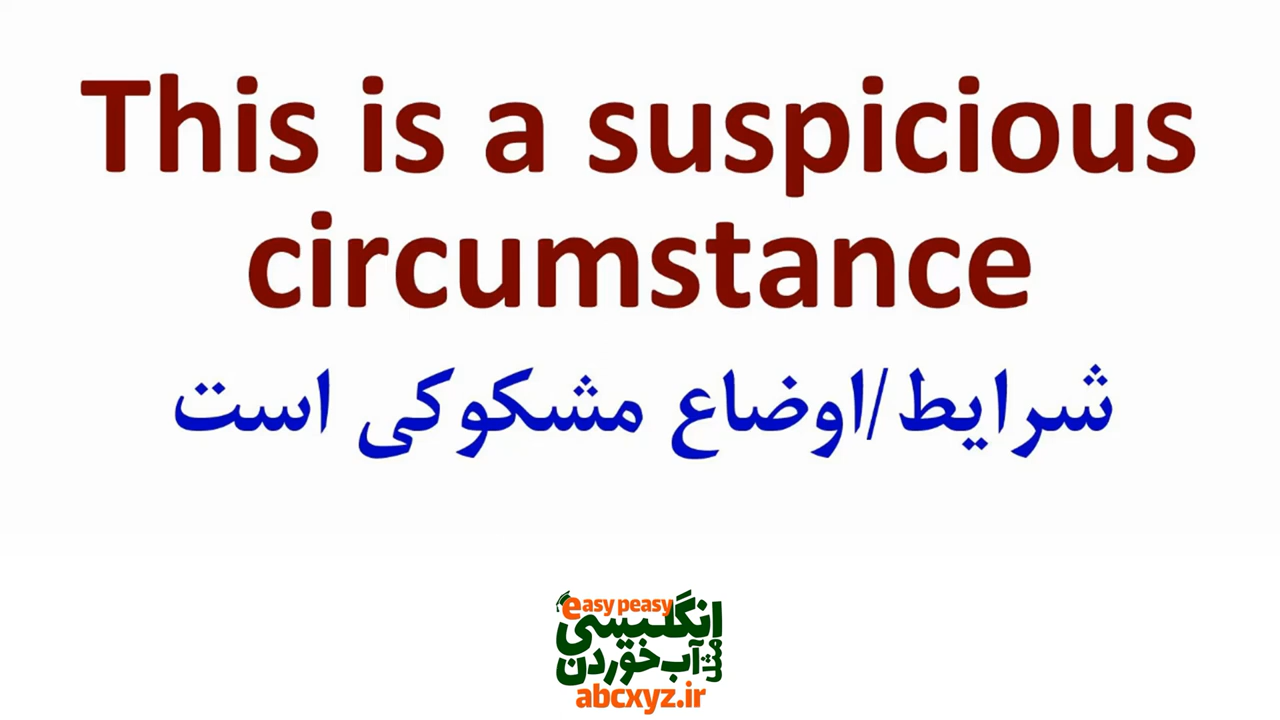 This is a suspicious
circumstance
شرایط/اوضاع مشکوکی است
easy peasy
انگلیسی
مثل آب خوردن
abcxyz.ir